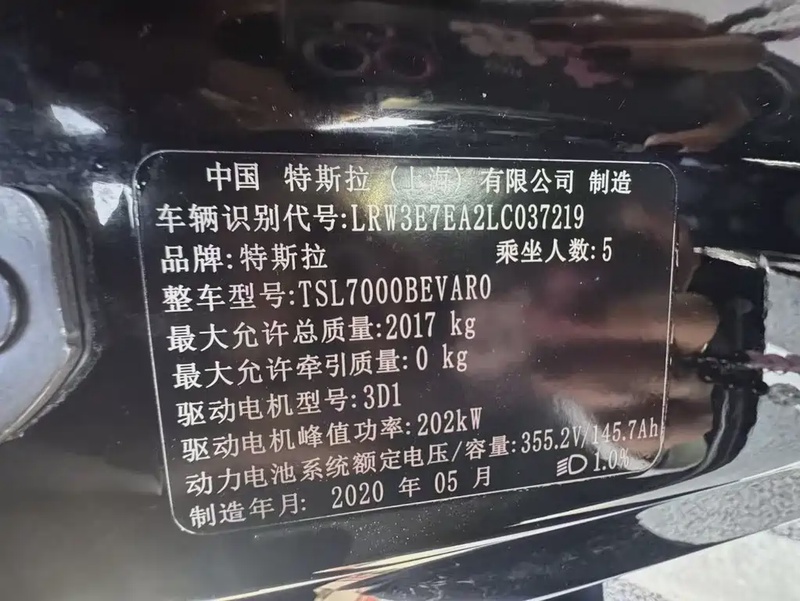 中国 特斯拉（上海）有限公司 制造
车辆识别代号:LRW3E7EA2LC037219
品牌:特斯拉 乘坐人数:5
整车型号:TSL7000BEVAR0
最大允许总质量:2017 kg
最大允许牵引质量:0 kg
驱动电机型号:3D1
驱动电机峰值功率:202kW
动力电池系统额定电压/容量:355.2V/145.7Ah
制造年月: 2020 年 05 月 1.0%